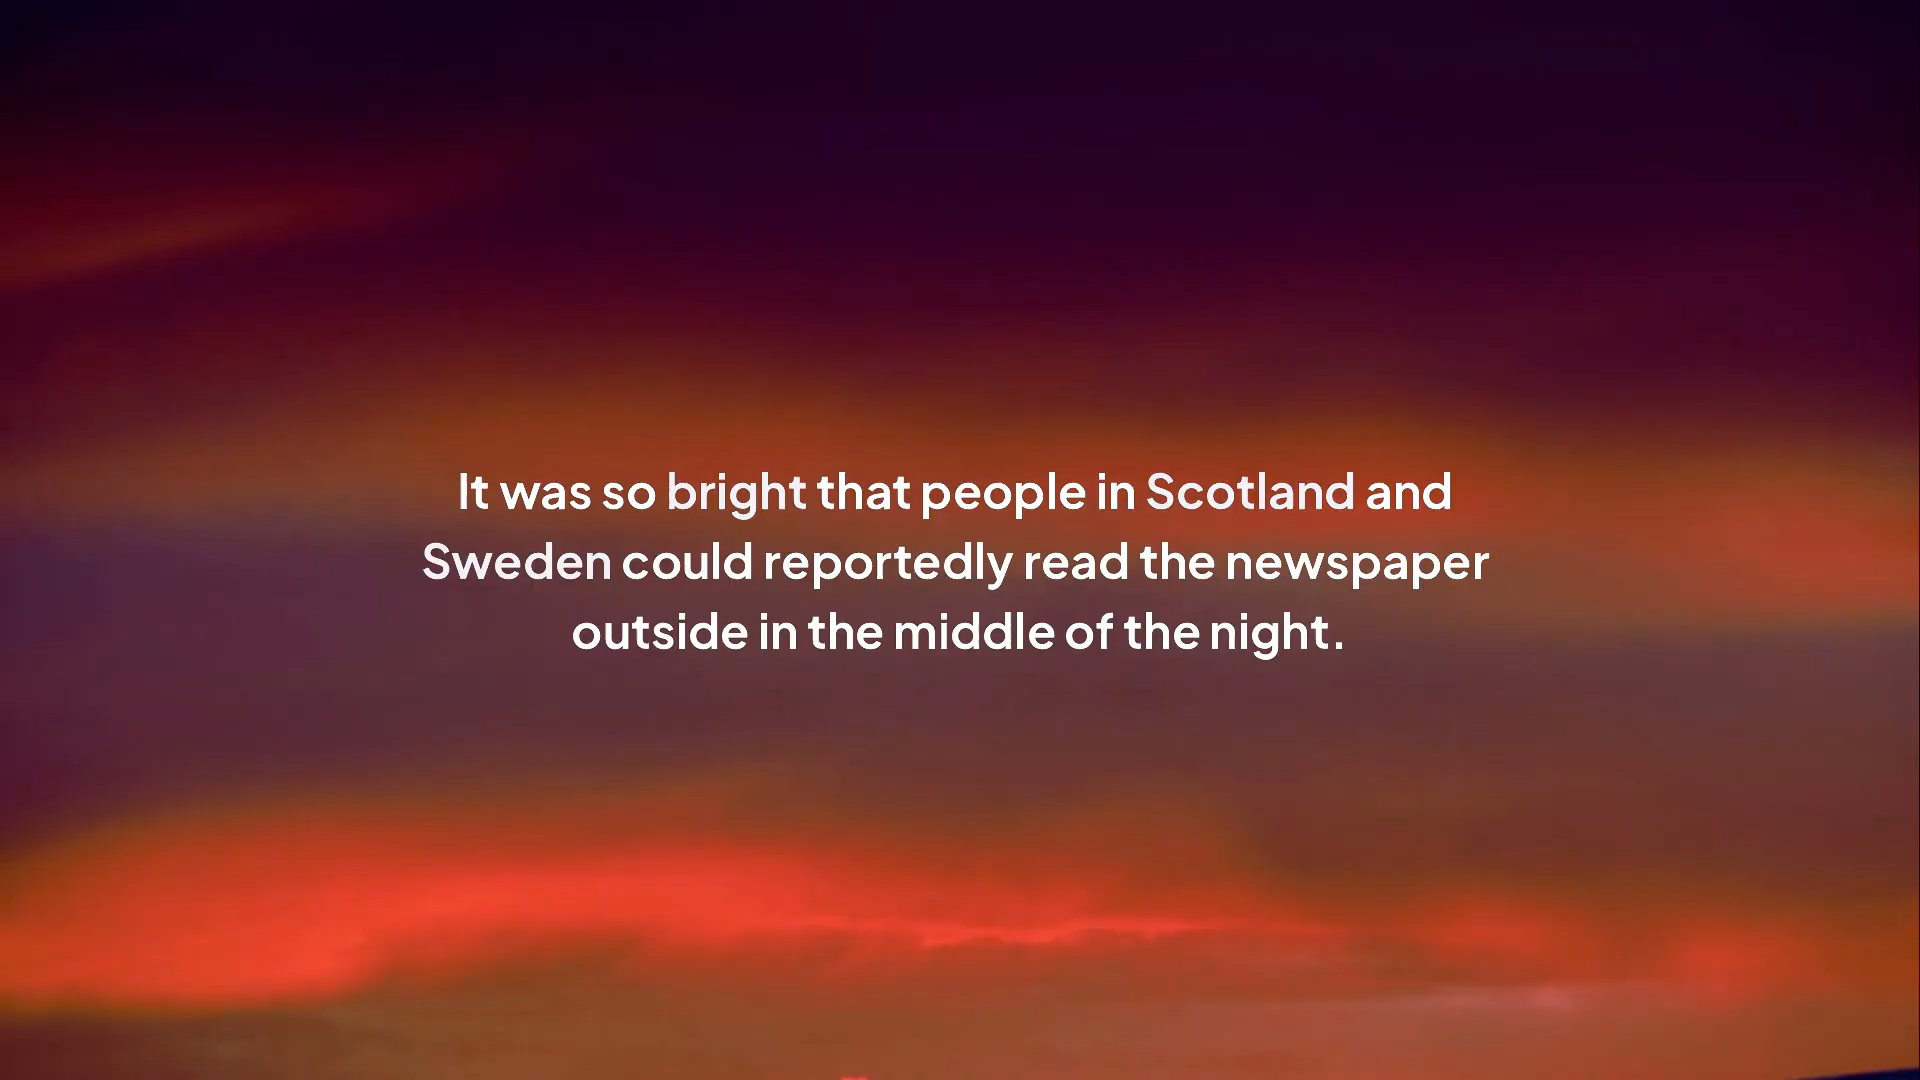 It was so bright that people in Scotland and
Sweden could reportedly read the newspaper
outside in the middle of the night.